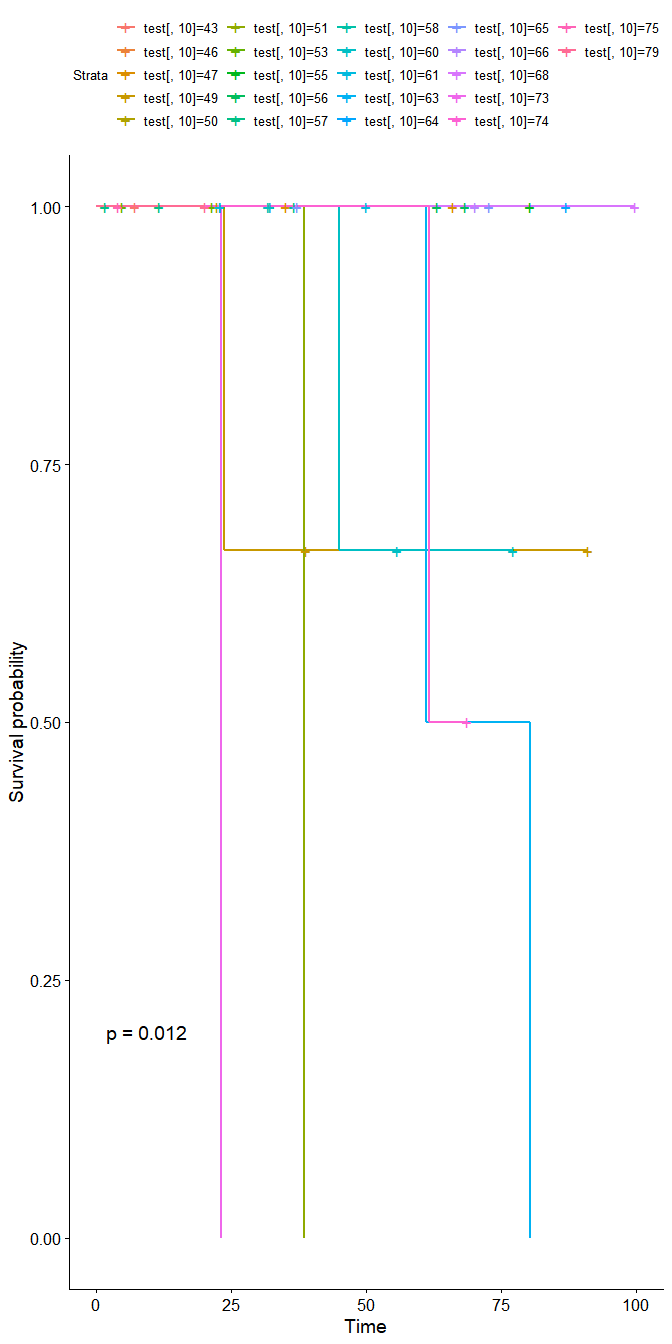 test[, 10]=43 test[, 10]=51 test[, 10]=58 test[, 10]=65 test[, 10]=75
test[, 10]=46 test[, 10]=53 test[, 10]=60 test[, 10]=66 test[, 10]=79
Strata test[, 10]=47 test[, 10]=55 test[, 10]=61 test[, 10]=68
test[, 10]=49 test[, 10]=56 test[, 10]=63 test[, 10]=73
test[, 10]=50 test[, 10]=57 test[, 10]=64 test[, 10]=74
1.00
0.75
Survival probability
0.50
0.25
p = 0.012
0.00
0 25 50 75 100
Time